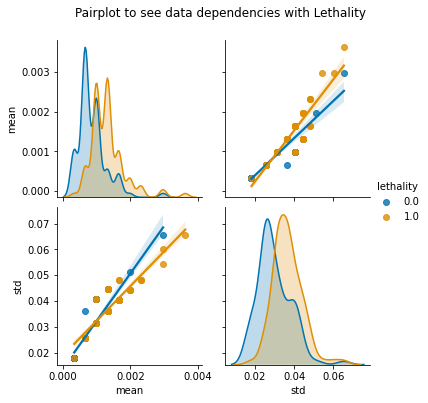 Pairplot to see data dependencies with Lethality
0.003
0.002
0.001
0.000
mean
lethality
0.0
1.0
0.07
0.06
0.05
0.04
0.03
0.02
std
0.000 0.002 0.004
mean
0.02 0.04 0.06
std